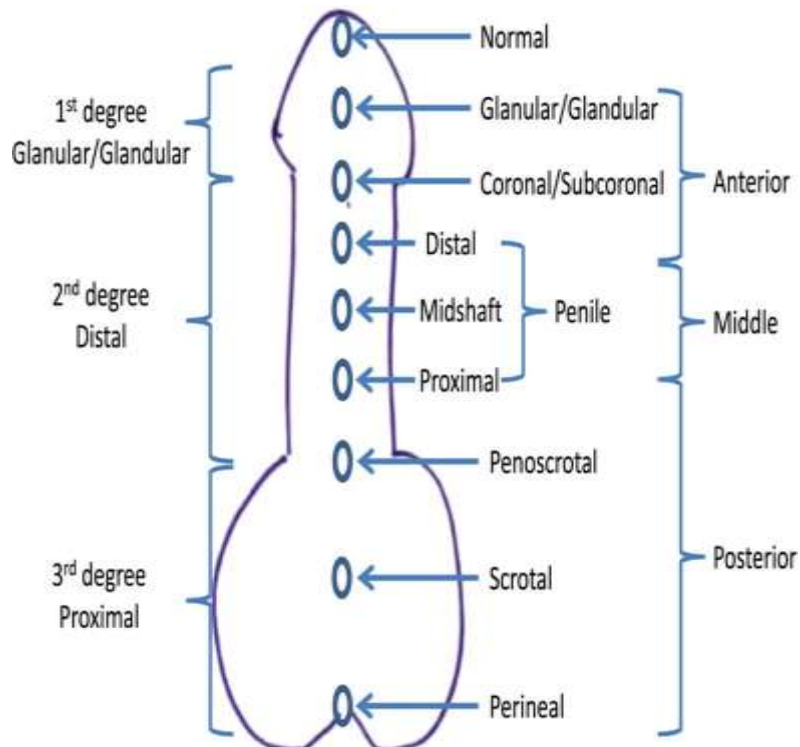 Normal
1st degree
Glanular/Glandular
Glanular/Glandular
Coronal/Subcoronal
Anterior
Distal
2nd degree
Distal
Midshaft
Penile
Middle
Proximal
Penoscrotal
3rd degree
Proximal
Scrotal
Posterior
Perineal